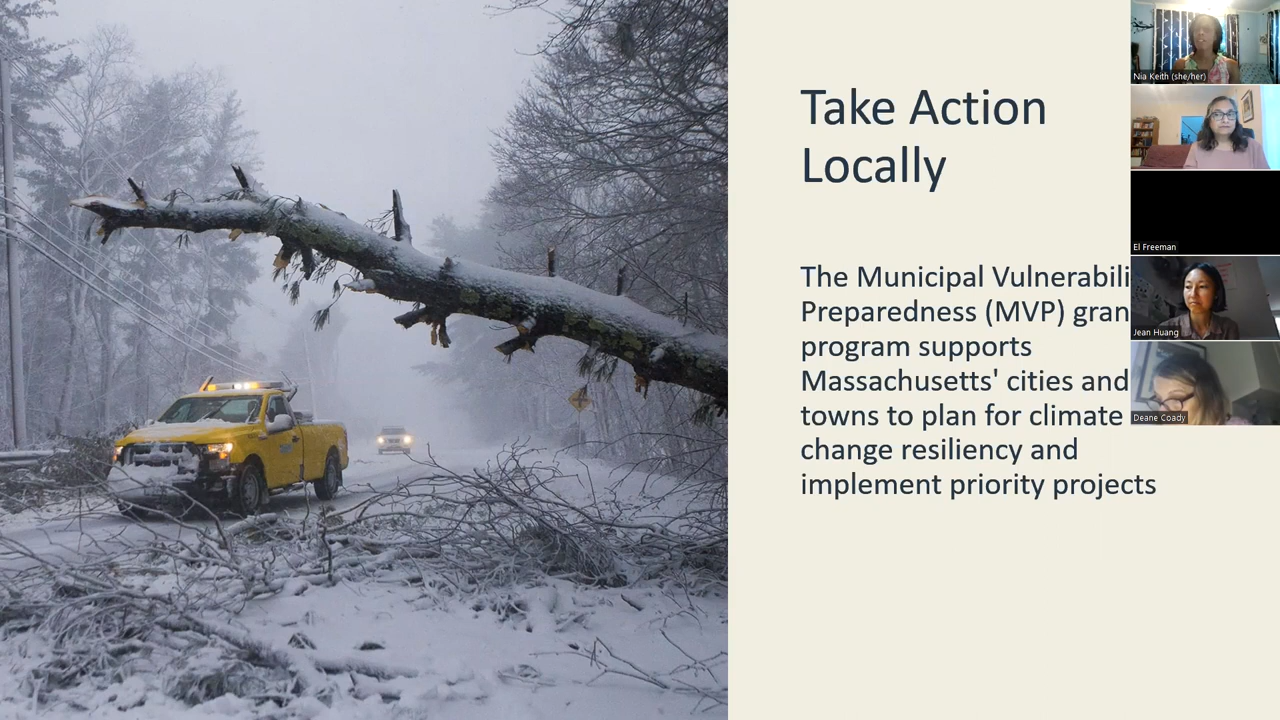 Take Action
Locally
The Municipal Vulnerabili
Preparedness (MVP) gran
program supports
Massachusetts' cities and
towns to plan for climate
change resiliency and
implement priority projects
Nia Keith (she/her)
El Freeman
Jean Huang
Deane Coady